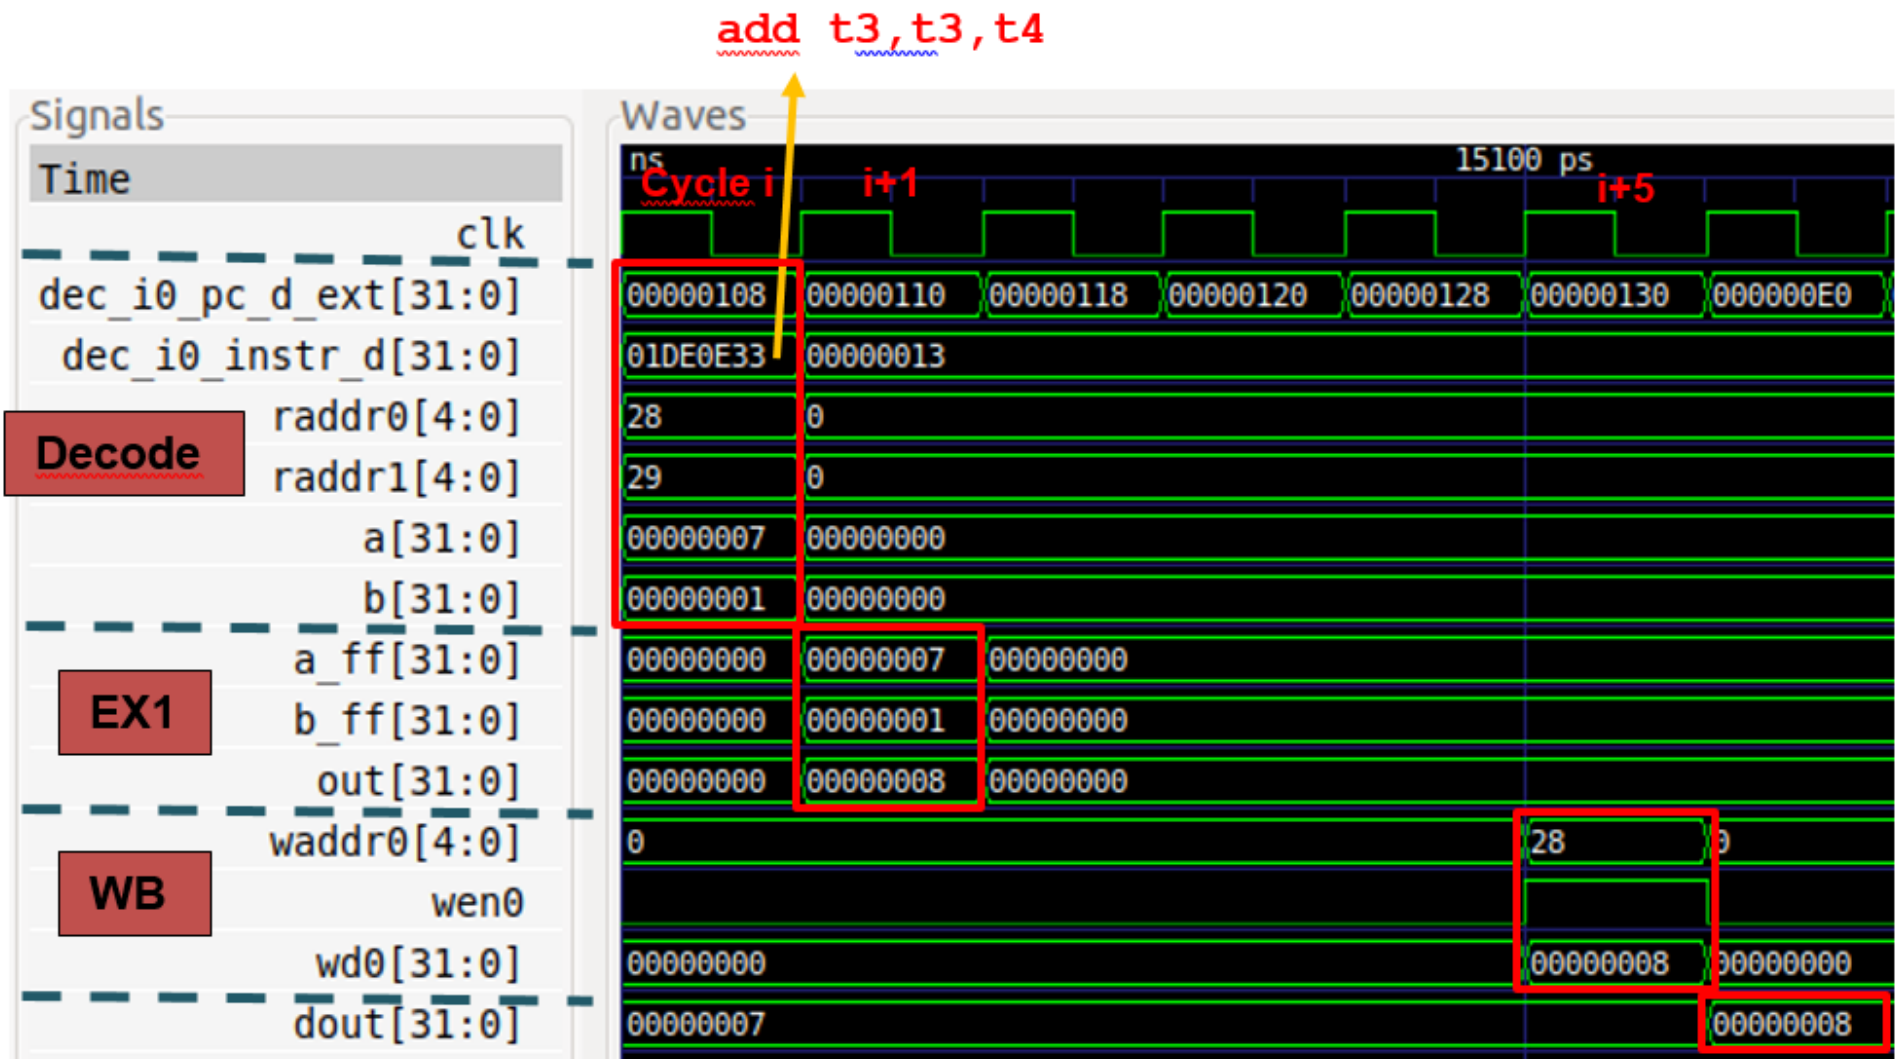 add t3,t3,t4
Signals
Waves
Time
ns
15100 ps
Cycle i
i+1
i+5
clk
dec_i0_pc_d_ext[31:0]
00000108 00000110 00000118 00000120 00000128 00000130 000000E0
dec_i0_instr_d[31:0]
01DE0E33 00000013
Decode
raddr0[4:0]
28 0
raddr1[4:0]
29 0
a[31:0]
00000007 00000000
b[31:0]
00000001 00000000
EX1
a_ff[31:0]
00000000 00000007 00000000
b_ff[31:0]
00000000 00000001 00000000
out[31:0]
00000000 00000008 00000000
WB
waddr0[4:0]
0 28 0
wen0
wd0[31:0]
00000000 00000008 00000000
dout[31:0]
00000007 00000008